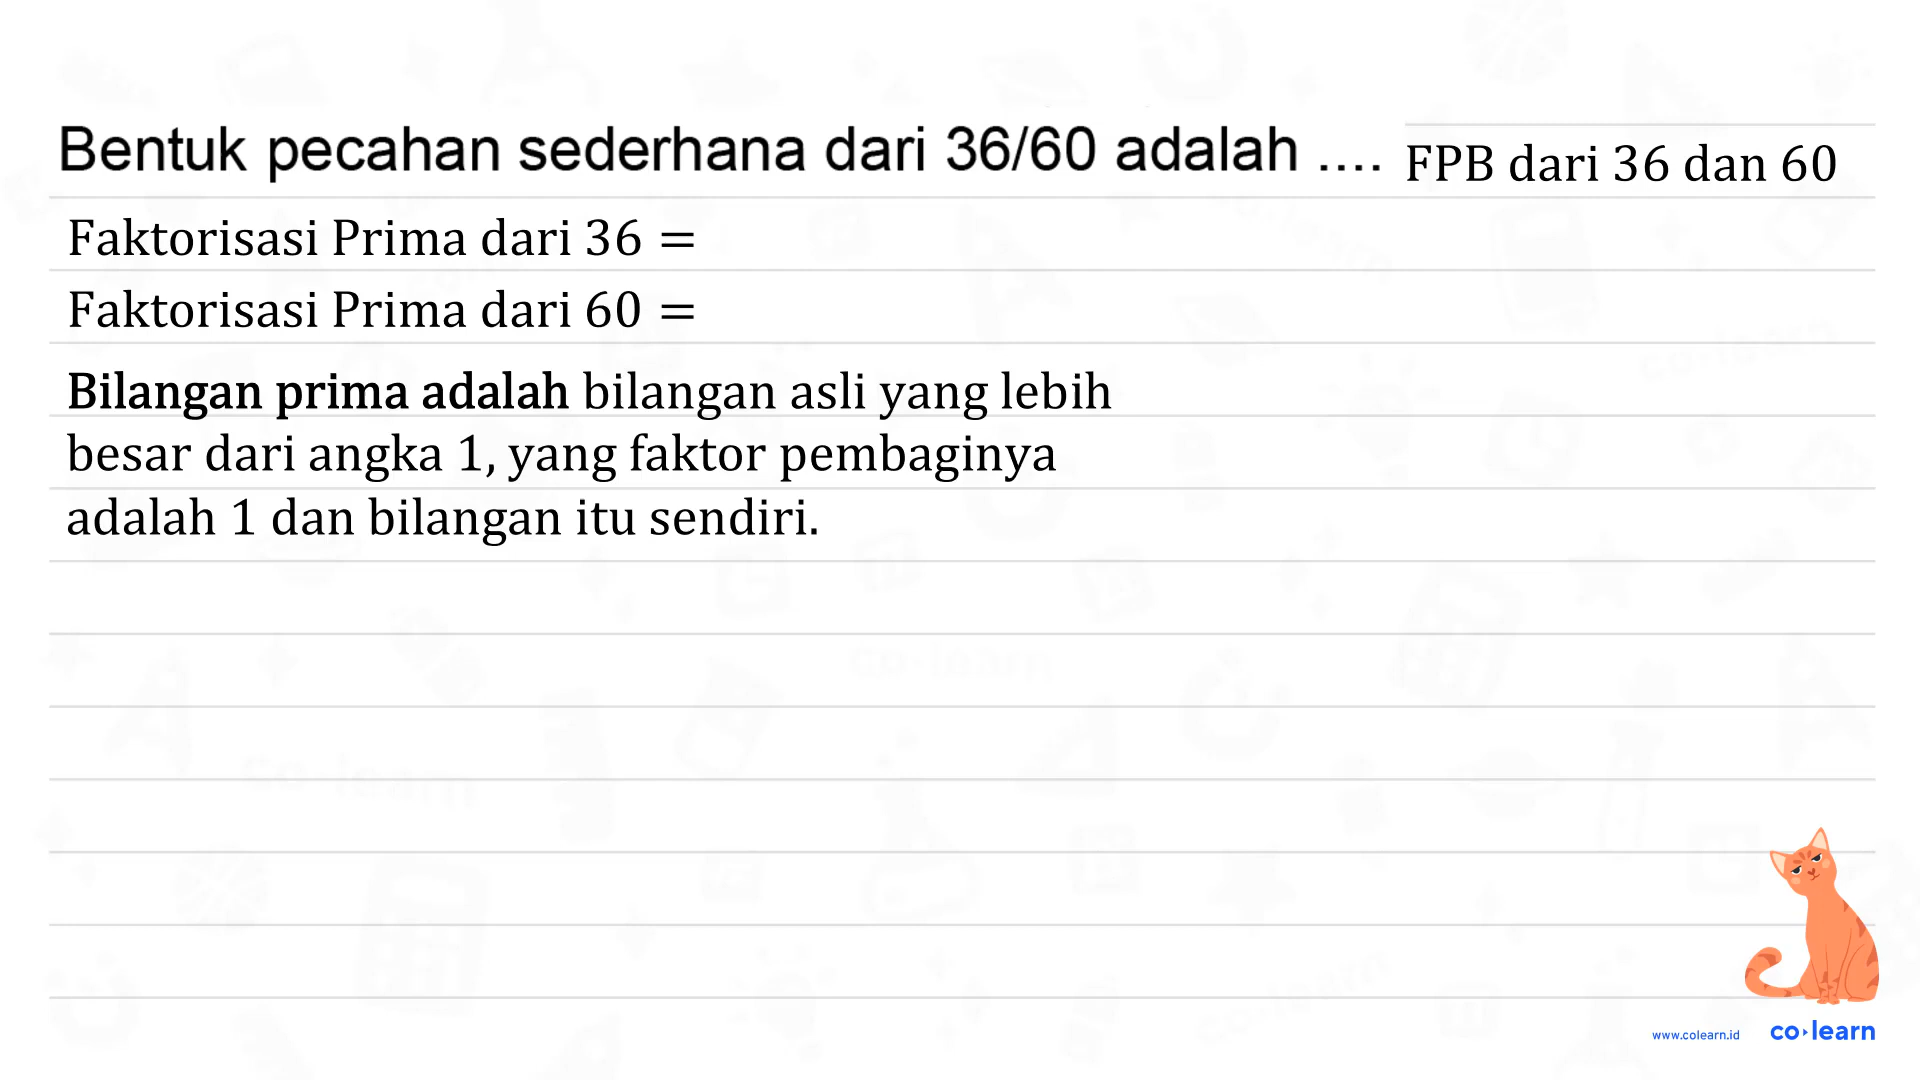 Bentuk pecahan sederhana dari 36/60 adalah .... FPB dari 36 dan 60
Faktorisasi Prima dari 36 =
Faktorisasi Prima dari 60 =
Bilangan prima adalah bilangan asli yang lebih
besar dari angka 1, yang faktor pembaginya
adalah 1 dan bilangan itu sendiri.
www.colearn.id co learn